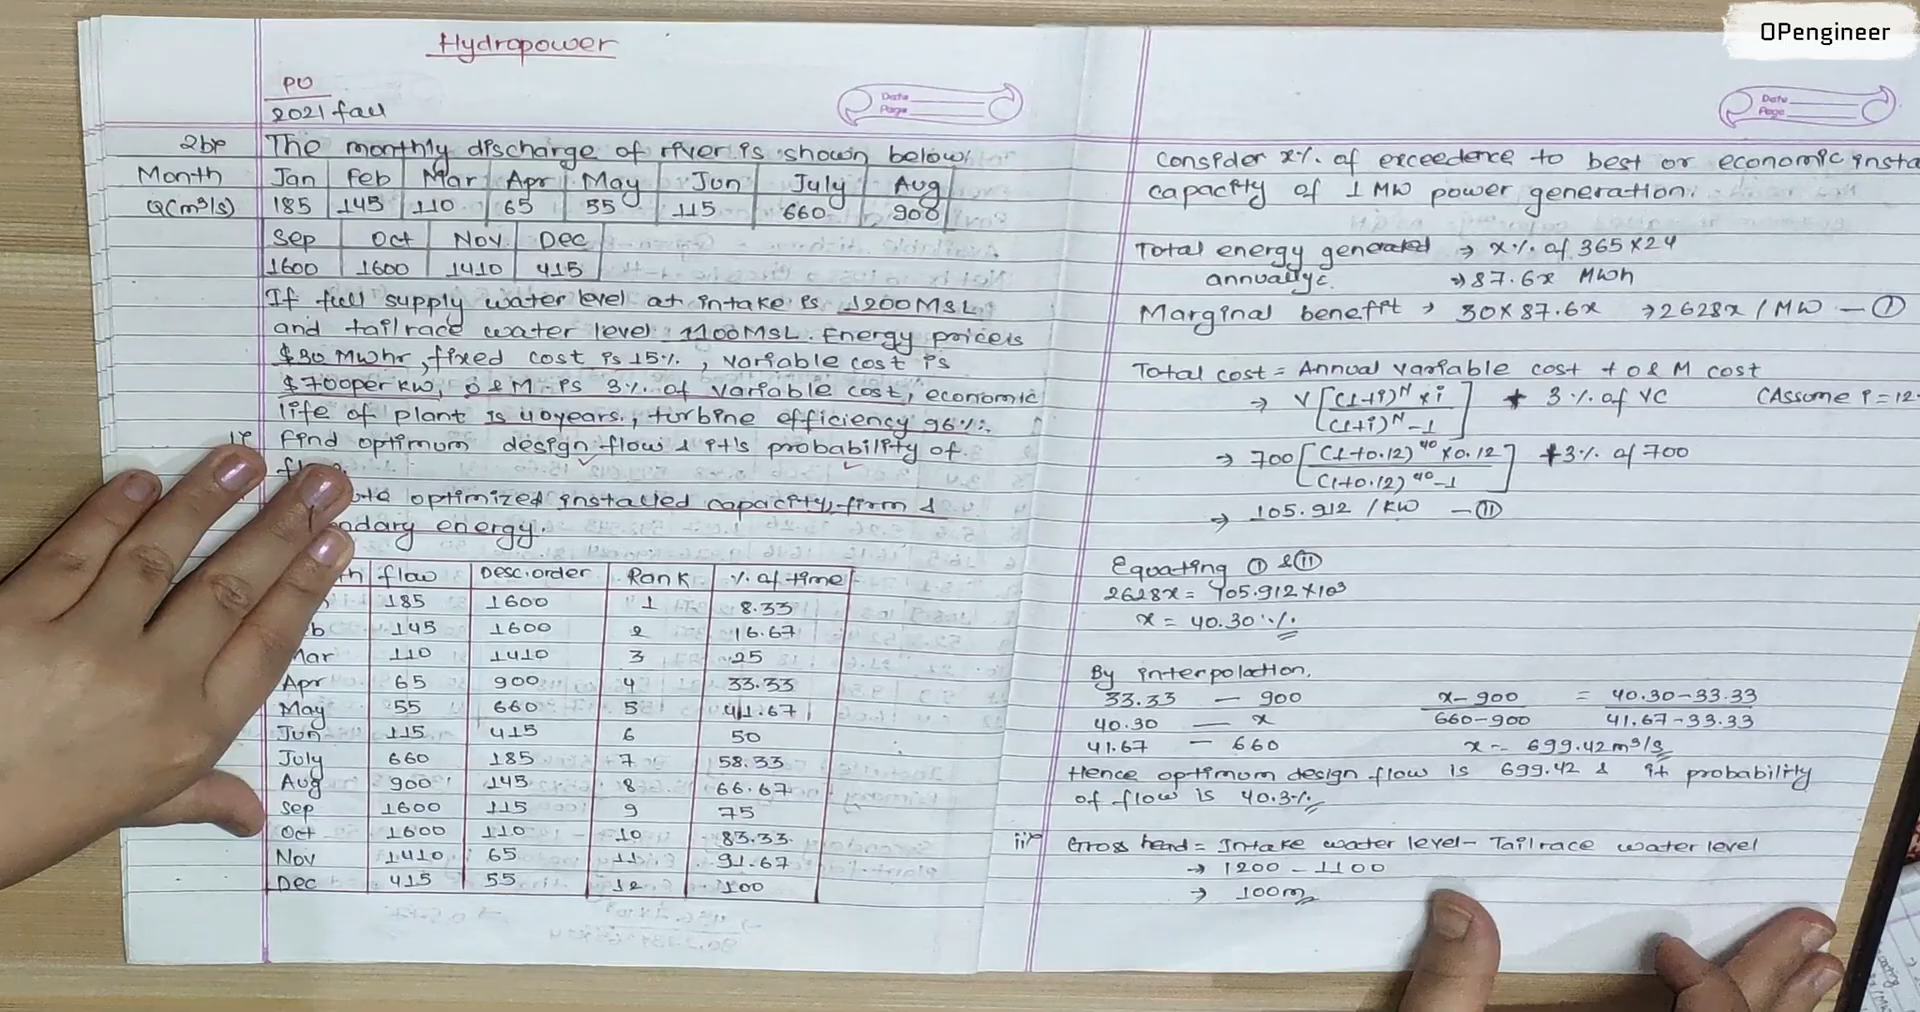 OPengineer
Hydropower
PU
2021 fall
Date
Page
2b> The monthly discharge of river is shown below.
Month Jan Feb Mar Apr May Jun July Aug
Q(m³/s) 185 145 110 65 55 115 660 900
Sep Oct Nov Dec
1600 1600 1410 415
If full supply water level at intake is 1200 MSL
and tailrace water level 1100 MSL. Energy price is
$30 MWhr, fixed cost is 15%, variable cost is
$700 per kW, O&M is 3% of variable cost, economic
life of plant is 40 years, turbine efficiency 96%.
i> Find optimum design flow & it's probability of
optimized installed capacity, firm &
ndary energy.
th flow Desc.order Rank % of time
185 1600 1 8.33
b 145 1600 2 16.67
Mar 110 1410 3 25
Apr 65 900 4 33.33
May 55 660 5 41.67
Jun 115 415 6 50
July 660 185 7 58.33
Aug 900 145 8 66.67
Sep 1600 115 9 75
Oct 1600 110 10 83.33
Nov 1410 65 11 91.67
Dec 415 55 12 100
Date
Page
Consider x% of exceedence to best or economic insta
capacity of 1 MW power generation.
Total energy generated → x% of 365×24
annually → 87.6x MWh
Marginal benefit → 30×87.6x → 2628x / MW — ①
Total cost = Annual variable cost + O&M cost
→ V [(1+i)^N × i / (1+i)^N - 1] + 3% of VC (Assume i = 12
→ 700 [(1+0.12)^40 × 0.12 / (1+0.12)^40 - 1] + 3% of 700
→ 105.912 / KW — ②
Equating ① & ②
2628x = 105.912×10³
x = 40.30%
By interpolation,
33.33 — 900 x-900 / 660-900 = 40.30-33.33 / 41.67-33.33
40.30 — x
41.67 — 660 x = 699.42 m³/s
Hence optimum design flow is 699.42 & it probability
of flow is 40.3%
ii> Gross head = Intake water level - Tailrace water level
→ 1200 - 1100
→ 100m